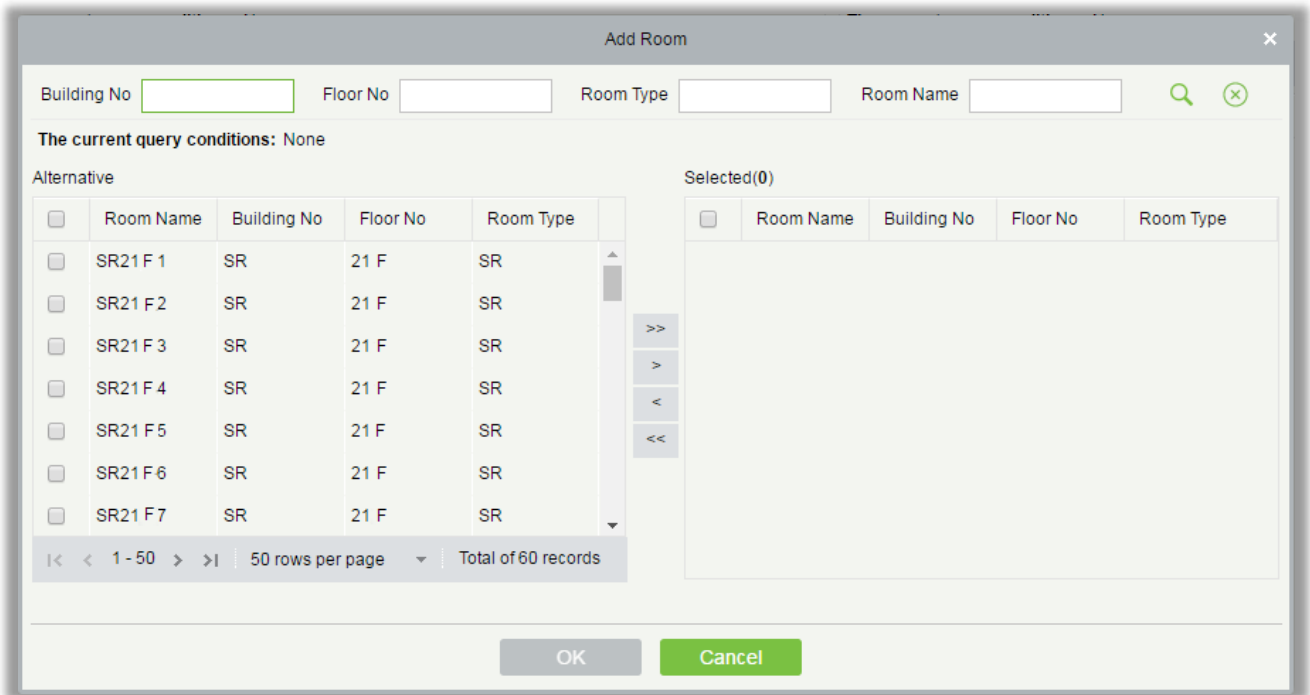 Add Room ×
Building No Floor No Room Type Room Name
The current query conditions: None
Alternative Selected(0)
Room Name Building No Floor No Room Type Room Name Building No Floor No Room Type
SR21 F 1 SR 21 F SR
SR21 F 2 SR 21 F SR
SR21 F 3 SR 21 F SR
SR21 F 4 SR 21 F SR
SR21 F 5 SR 21 F SR
SR21 F 6 SR 21 F SR
SR21 F 7 SR 21 F SR
>>
>
<
<<
|< < 1 - 50 > >| 50 rows per page Total of 60 records
OK Cancel